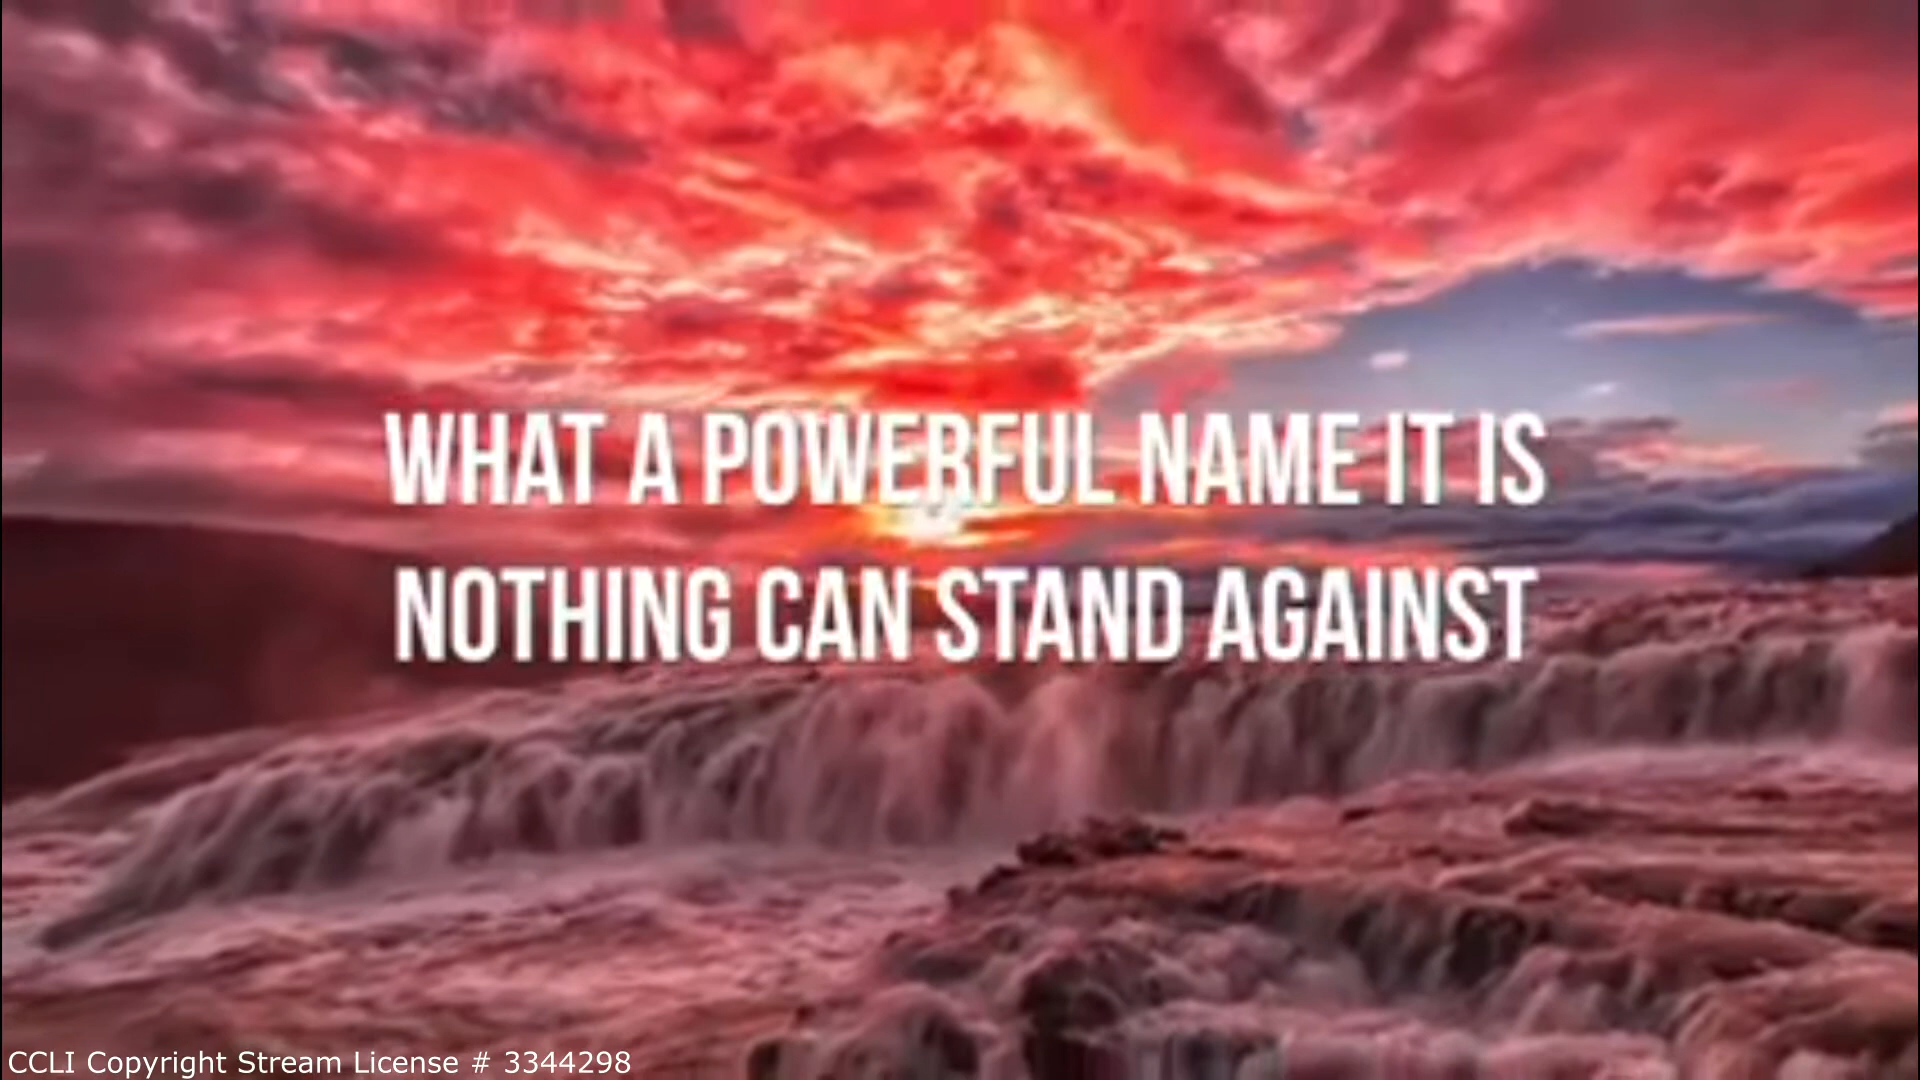 WHAT A POWERFUL NAME IT IS
NOTHING CAN STAND AGAINST
CCLI Copyright Stream License # 3344298